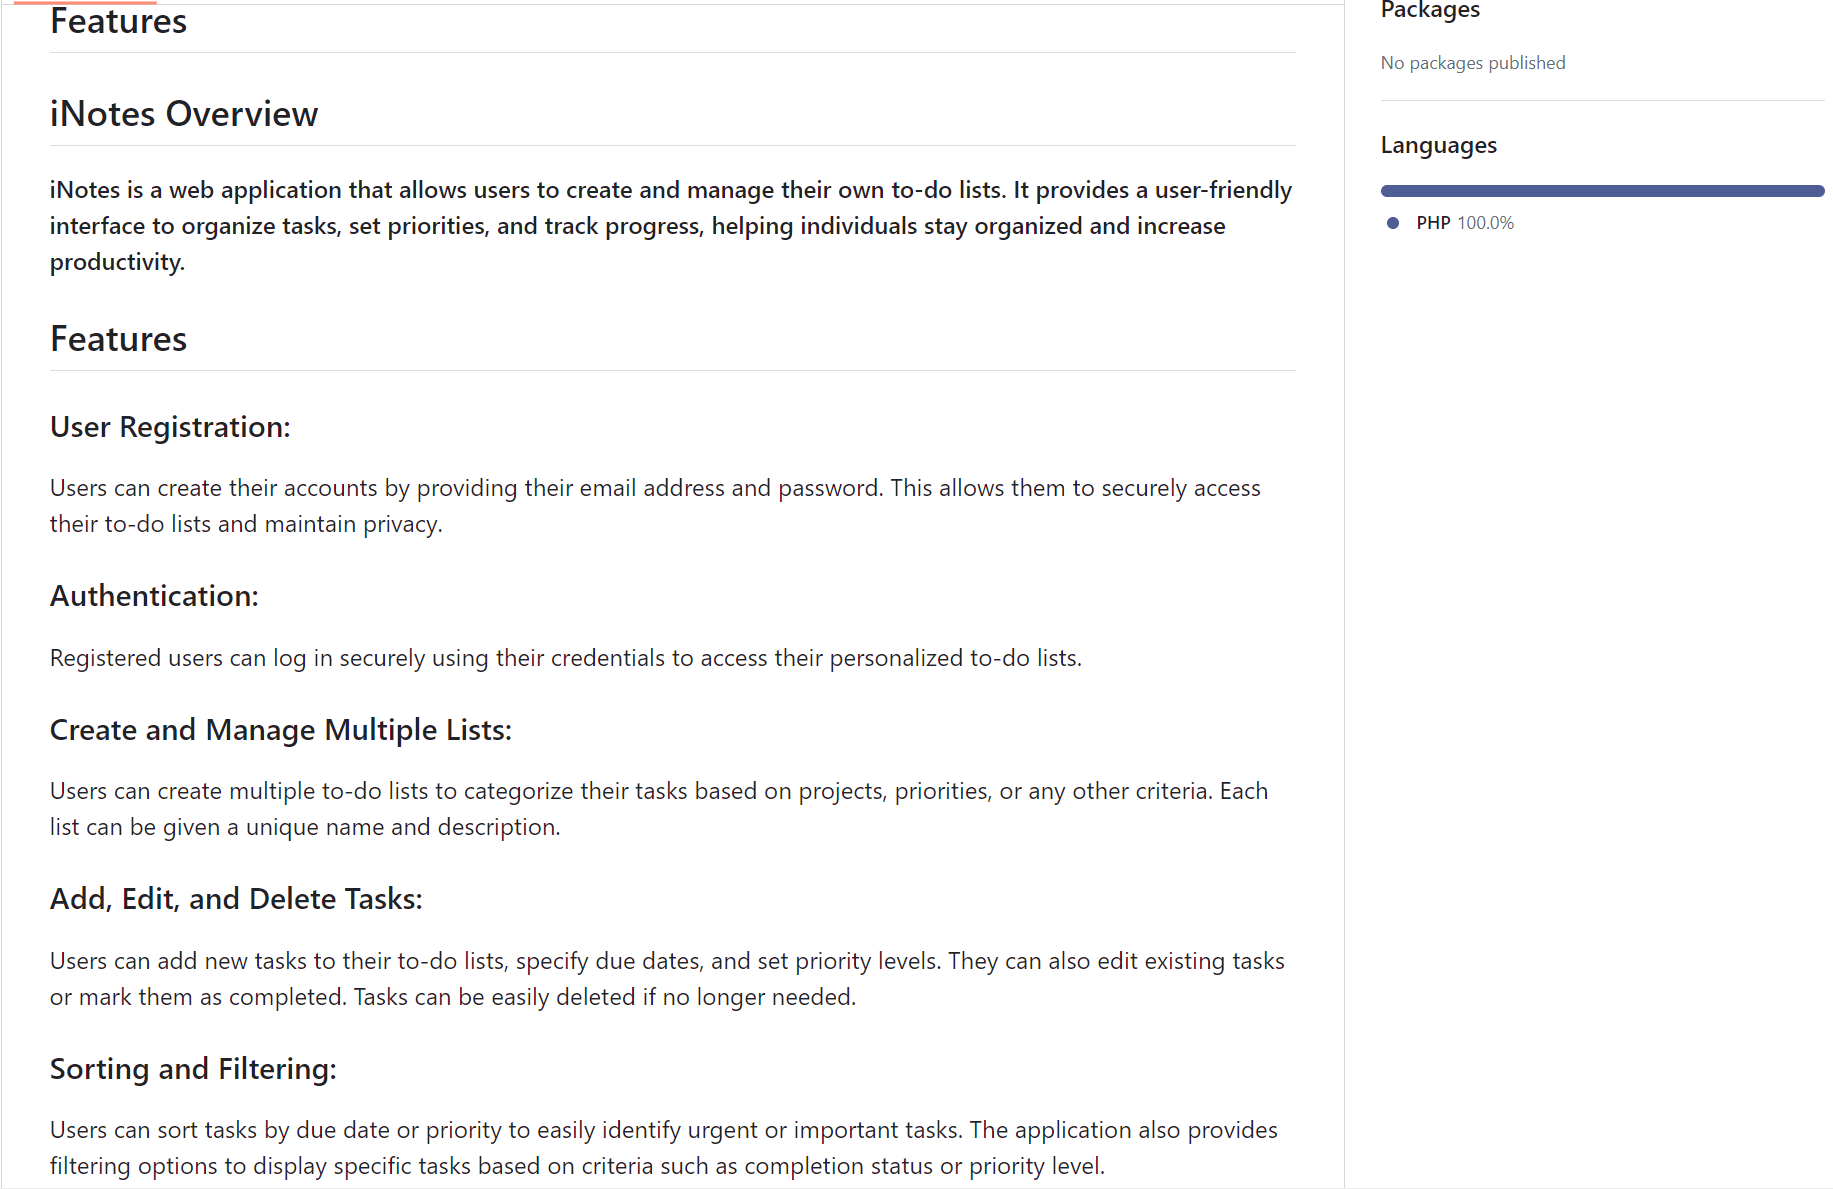 Features
iNotes Overview
iNotes is a web application that allows users to create and manage their own to-do lists. It provides a user-friendly
interface to organize tasks, set priorities, and track progress, helping individuals stay organized and increase
productivity.
Features
User Registration:
Users can create their accounts by providing their email address and password. This allows them to securely access
their to-do lists and maintain privacy.
Authentication:
Registered users can log in securely using their credentials to access their personalized to-do lists.
Create and Manage Multiple Lists:
Users can create multiple to-do lists to categorize their tasks based on projects, priorities, or any other criteria. Each
list can be given a unique name and description.
Add, Edit, and Delete Tasks:
Users can add new tasks to their to-do lists, specify due dates, and set priority levels. They can also edit existing tasks
or mark them as completed. Tasks can be easily deleted if no longer needed.
Sorting and Filtering:
Users can sort tasks by due date or priority to easily identify urgent or important tasks. The application also provides
filtering options to display specific tasks based on criteria such as completion status or priority level.
Packages
No packages published
Languages
PHP 100.0%